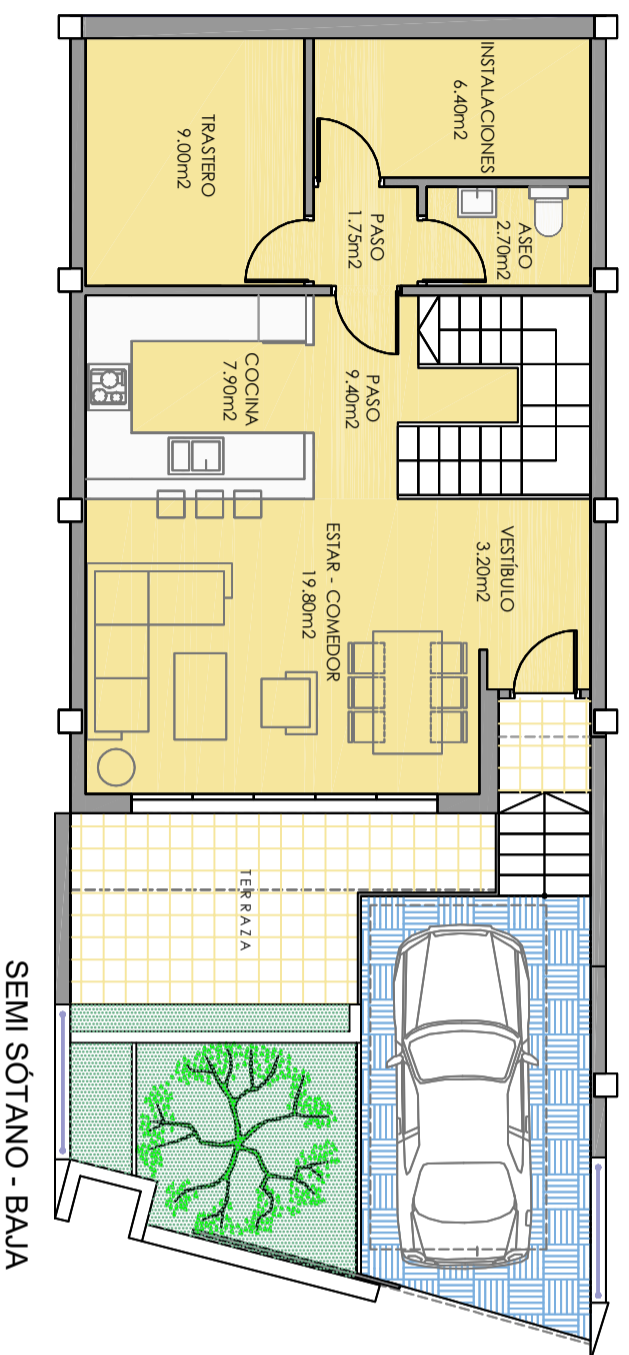 INSTALACIONES
6.40m2
TRASTERO
9.00m2
ASEO
2.70m2
PASO
1.75m2
PASO
9.40m2
COCINA
7.90m2
VESTÍBULO
3.20m2
ESTAR - COMEDOR
19.80m2
TERRAZA
SEMI SÓTANO - BAJA